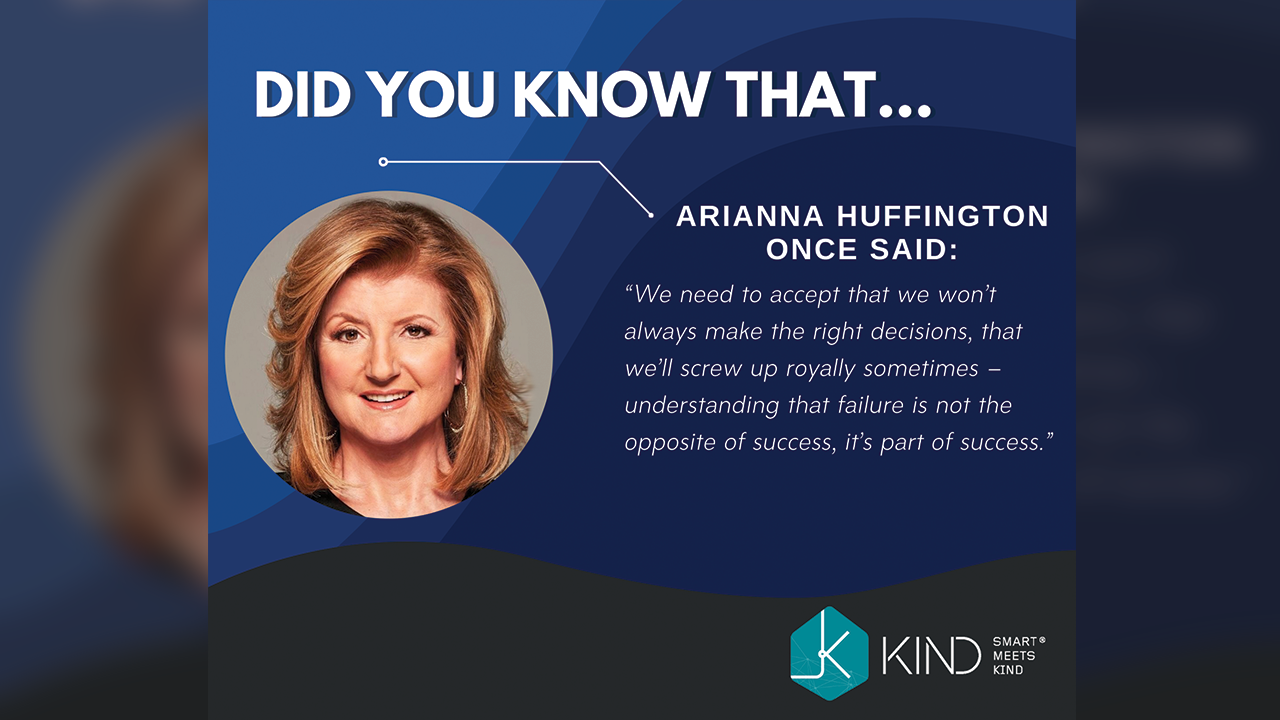 DID YOU KNOW THAT...
ARIANNA HUFFINGTON
ONCE SAID:
“We need to accept that we won’t
always make the right decisions, that
we’ll screw up royally sometimes –
understanding that failure is not the
opposite of success, it’s part of success.”
KIND
SMART®
MEETS
KIND